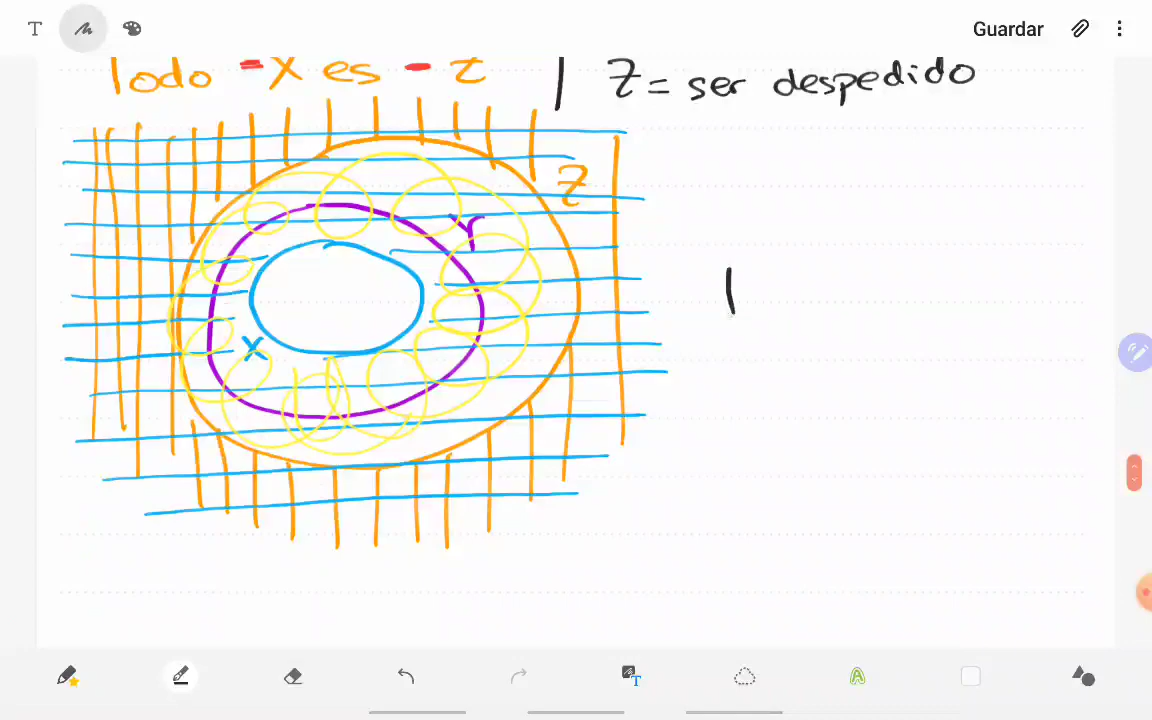 T Guardar
Todo -X es - Z | Z = ser despedido
Z
Y
X
|
T
A